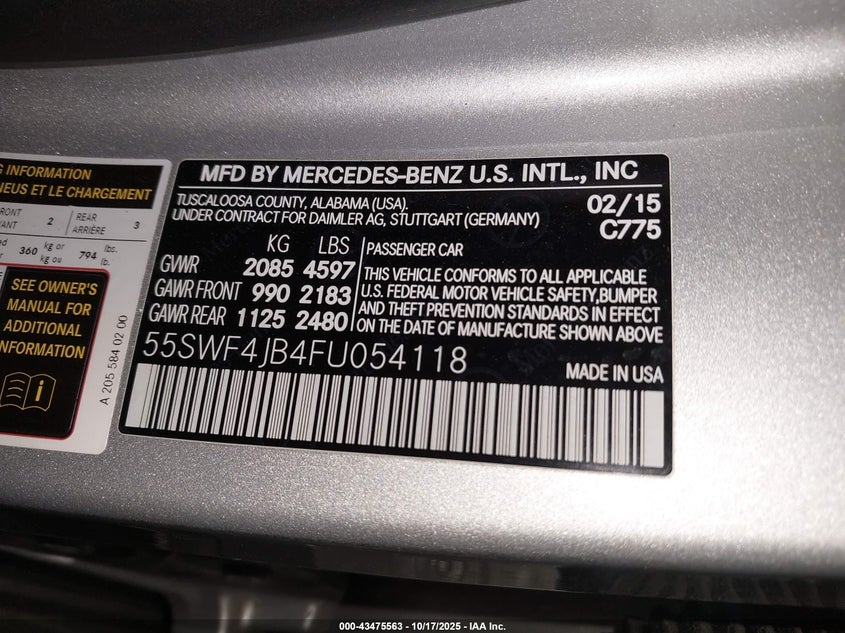 G INFORMATION
NEUS ET LE CHARGEMENT
FRONT 2 REAR 3
VANT ARRIÈRE
360 kg or kg ou 794 lbs. lb.
SEE OWNER'S
MANUAL FOR
ADDITIONAL
INFORMATION
A 205 584 02 00
MFD BY MERCEDES-BENZ U.S. INTL., INC
TUSCALOOSA COUNTY, ALABAMA (USA). 02/15
UNDER CONTRACT FOR DAIMLER AG, STUTTGART (GERMANY) C775
KG LBS
GVWR 2085 4597
GAWR FRONT 990 2183
GAWR REAR 1125 2480
PASSENGER CAR
THIS VEHICLE CONFORMS TO ALL APPLICABLE
U.S. FEDERAL MOTOR VEHICLE SAFETY,BUMPER
AND THEFT PREVENTION STANDARDS IN EFFECT
ON THE DATE OF MANUFACTURE SHOWN ABOVE
55SWF4JB4FU054118
MADE IN USA
000-43475563 - 10/17/2025 - IAA Inc.